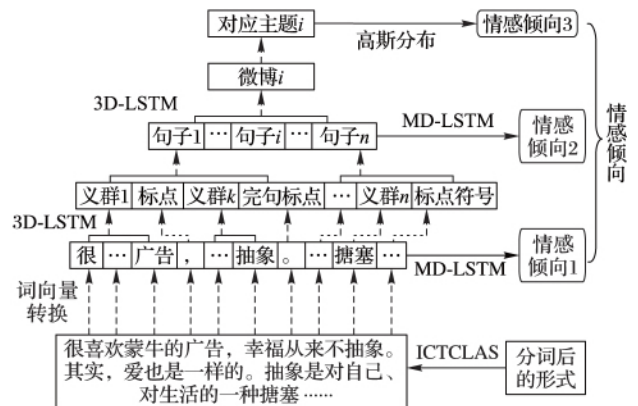 对应主题i
高斯分布
情感倾向3
微博i
3D-LSTM
句子1 … 句子i … 句子n
MD-LSTM
情感
倾向2
情感倾向
义群1 标点 义群k 完句标点 … 义群n 标点符号
3D-LSTM
很 … 广告 ， … 抽象 。 … 搪塞 …
MD-LSTM
情感
倾向1
词向量
转换
很喜欢蒙牛的广告，幸福从来不抽象。
其实，爱也是一样的。抽象是对自己、
对生活的一种搪塞……
ICTCLAS
分词后
的形式